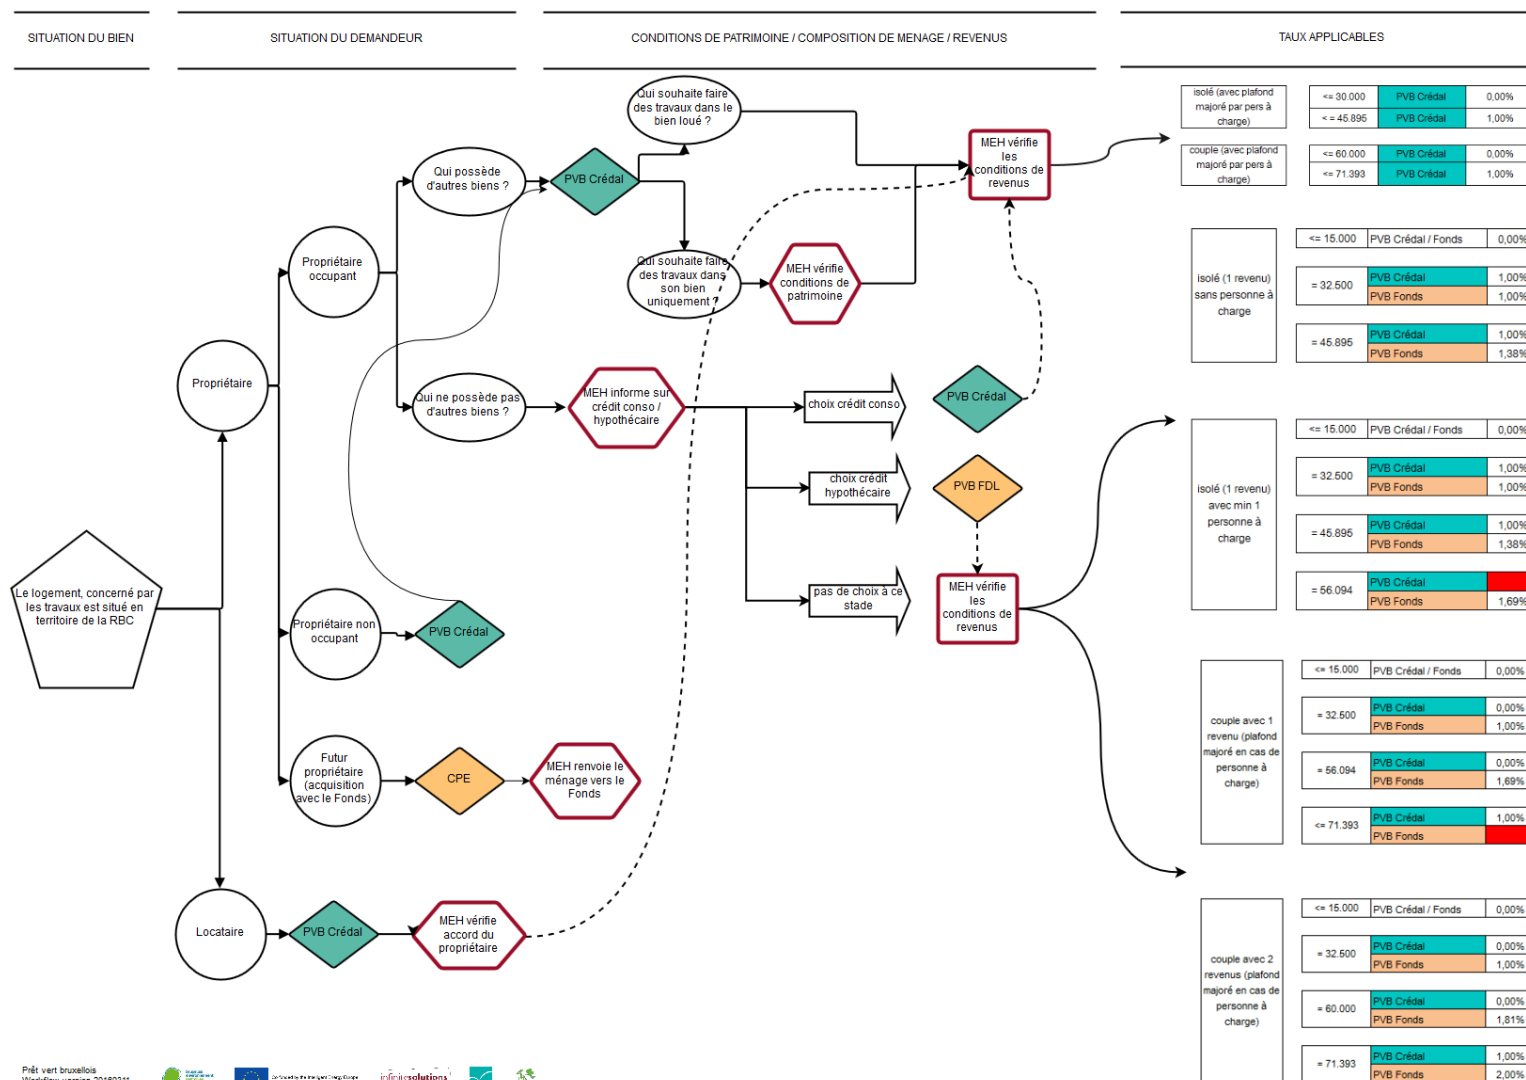 SITUATION DU BIEN
SITUATION DU DEMANDEUR
CONDITIONS DE PATRIMOINE / COMPOSITION DE MENAGE / REVENUS
TAUX APPLICABLES
Qui souhaite faire
des travaux dans le
bien loué ?
Qui possède
d'autres biens ?
PVB Crédal
MEH vérifie
les
conditions de
revenus
Propriétaire
occupant
Qui souhaite faire
des travaux dans
son bien
uniquement ?
MEH vérifie
conditions de
patrimoine
Propriétaire
Qui ne possède pas
d'autres biens ?
MEH informe sur
crédit conso /
hypothécaire
choix crédit conso
PVB Crédal
choix crédit
hypothécaire
PVB FDL
pas de choix à ce
stade
MEH vérifie
les
conditions de
revenus
Le logement, concerné par
les travaux est situé en
territoire de la RBC
Propriétaire non
occupant
PVB Crédal
Futur
propriétaire
(acquisition
avec le Fonds)
CPE
MEH renvoie le
ménage vers le
Fonds
Locataire
PVB Crédal
MEH vérifie
accord du
propriétaire
isolé (avec plafond
majoré par pers à
charge)
<= 30.000 PVB Crédal 0,00%
< = 45.895 PVB Crédal 1,00%
couple (avec plafond
majoré par pers à
charge)
<= 60.000 PVB Crédal 0,00%
<= 71.393 PVB Crédal 1,00%
isolé (1 revenu)
sans personne à
charge
<= 15.000 PVB Crédal / Fonds 0,00%
= 32.500 PVB Crédal 1,00%
PVB Fonds 1,00%
= 45.895 PVB Crédal 1,00%
PVB Fonds 1,38%
isolé (1 revenu)
avec min 1
personne à
charge
<= 15.000 PVB Crédal / Fonds 0,00%
= 32.500 PVB Crédal 1,00%
PVB Fonds 1,00%
= 45.895 PVB Crédal 1,00%
PVB Fonds 1,38%
= 56.094 PVB Crédal
PVB Fonds 1,69%
couple avec 1
revenu (plafond
majoré en cas de
personne à
charge)
<= 15.000 PVB Crédal / Fonds 0,00%
= 32.500 PVB Crédal 0,00%
PVB Fonds 1,00%
= 56.094 PVB Crédal 0,00%
PVB Fonds 1,69%
<= 71.393 PVB Crédal 1,00%
PVB Fonds
couple avec 2
revenus (plafond
majoré en cas de
personne à
charge)
<= 15.000 PVB Crédal / Fonds 0,00%
= 32.500 PVB Crédal 0,00%
PVB Fonds 1,00%
= 60.000 PVB Crédal 0,00%
PVB Fonds 1,81%
= 71.393 PVB Crédal 1,00%
PVB Fonds 2,00%
Prêt vert bruxellois
Workflow version 20160211
infinitesolutions